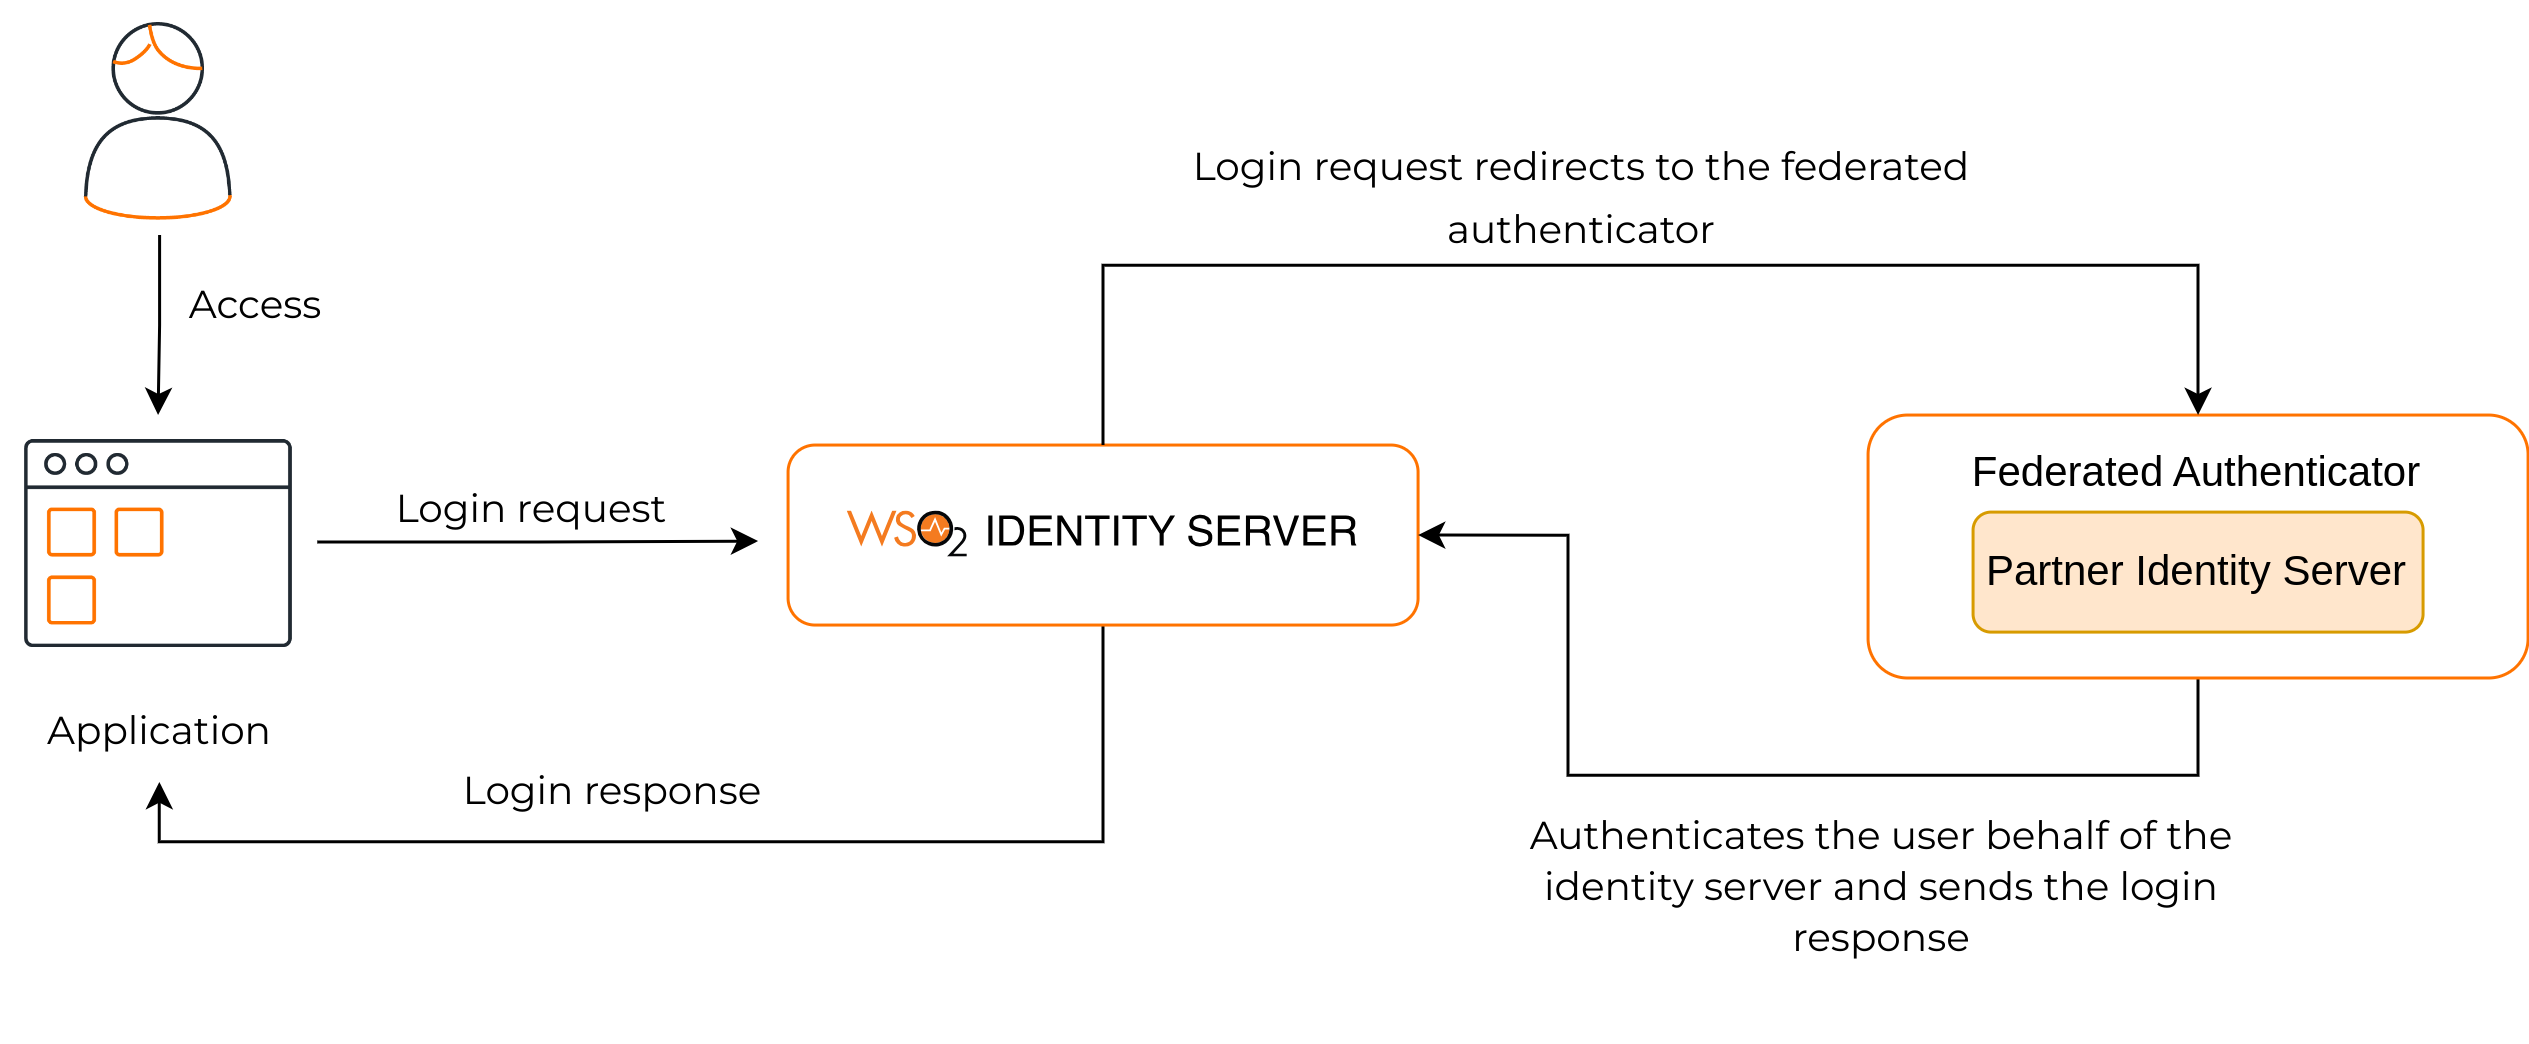 Login request redirects to the federated
authenticator
Access
Federated Authenticator
Login request
WSO2 IDENTITY SERVER
Partner Identity Server
Application
Login response
Authenticates the user behalf of the
identity server and sends the login
response